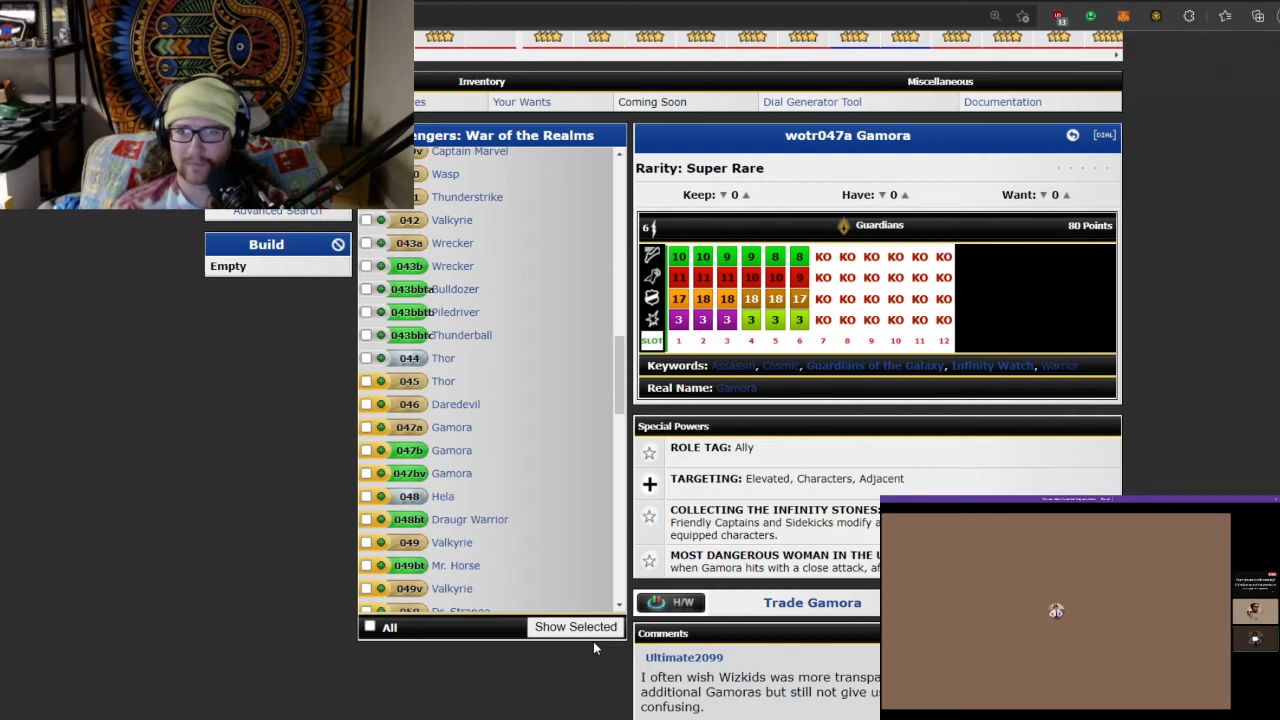 13
Inventory
Miscellaneous
Your Wants
Coming Soon
Dial Generator Tool
Documentation
engers: War of the Realms
wotr047a Gamora
[DIAL]
Advanced Search
Build
Empty
Captain Marvel
Wasp
Thunderstrike
042 Valkyrie
043a Wrecker
043b Wrecker
043bbta Bulldozer
043bbtb Piledriver
043bbtc Thunderball
044 Thor
045 Thor
046 Daredevil
047a Gamora
047b Gamora
047bv Gamora
048 Hela
048bt Draugr Warrior
049 Valkyrie
049bt Mr. Horse
049v Valkyrie
050 Dr. Strange
All
Show Selected
Rarity: Super Rare
Keep: ▼ 0 ▲ Have: ▼ 0 ▲ Want: ▼ 0 ▲
6 Guardians 80 Points
10 10 9 9 8 8 KO KO KO KO KO KO
11 11 11 10 10 9 KO KO KO KO KO KO
17 18 18 18 18 17 KO KO KO KO KO KO
3 3 3 3 3 3 KO KO KO KO KO KO
SLOT 1 2 3 4 5 6 7 8 9 10 11 12
Keywords: Assassin, Cosmic, Guardians of the Galaxy, Infinity Watch, Warrior
Real Name: Gamora
Special Powers
ROLE TAG: Ally
TARGETING: Elevated, Characters, Adjacent
COLLECTING THE INFINITY STONES:
Friendly Captains and Sidekicks modify a
equipped characters.
MOST DANGEROUS WOMAN IN THE U
when Gamora hits with a close attack, af
H/W
Trade Gamora
Comments
Ultimate2099
I often wish Wizkids was more transpa
additional Gamoras but still not give us
confusing.